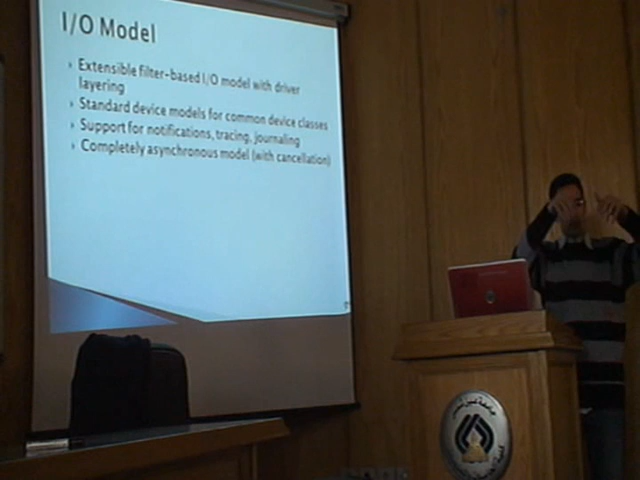 I/O Model
Extensible filter-based I/O model with driver
layering
Standard device models for common device classes
Support for notifications, tracing, journaling
Completely asynchronous model (with cancellation)